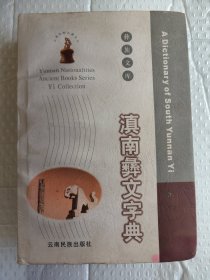 Yunnan Nationalities
Ancient Books Series
Yi Collection
彝族文库
A Dictionary of South Yunnan Yi
滇南彝文字典
云南民族出版社